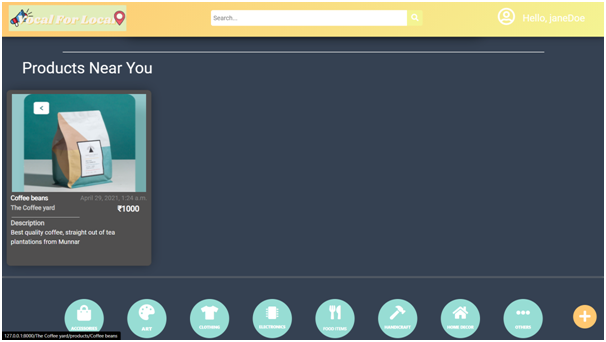 Local For Local
Search...
Hello, janeDoe
Products Near You
<
Coffee beans
April 29, 2021, 1:24 a.m.
The Coffee yard
₹1000
Description
Best quality coffee, straight out of tea
plantations from Munnar
ACCESSORIES
ART
CLOTHING
ELECTRONICS
FOOD ITEMS
HANDICRAFT
HOME DECOR
OTHERS
127.0.0.1:8000/The Coffee yard/products/Coffee beans